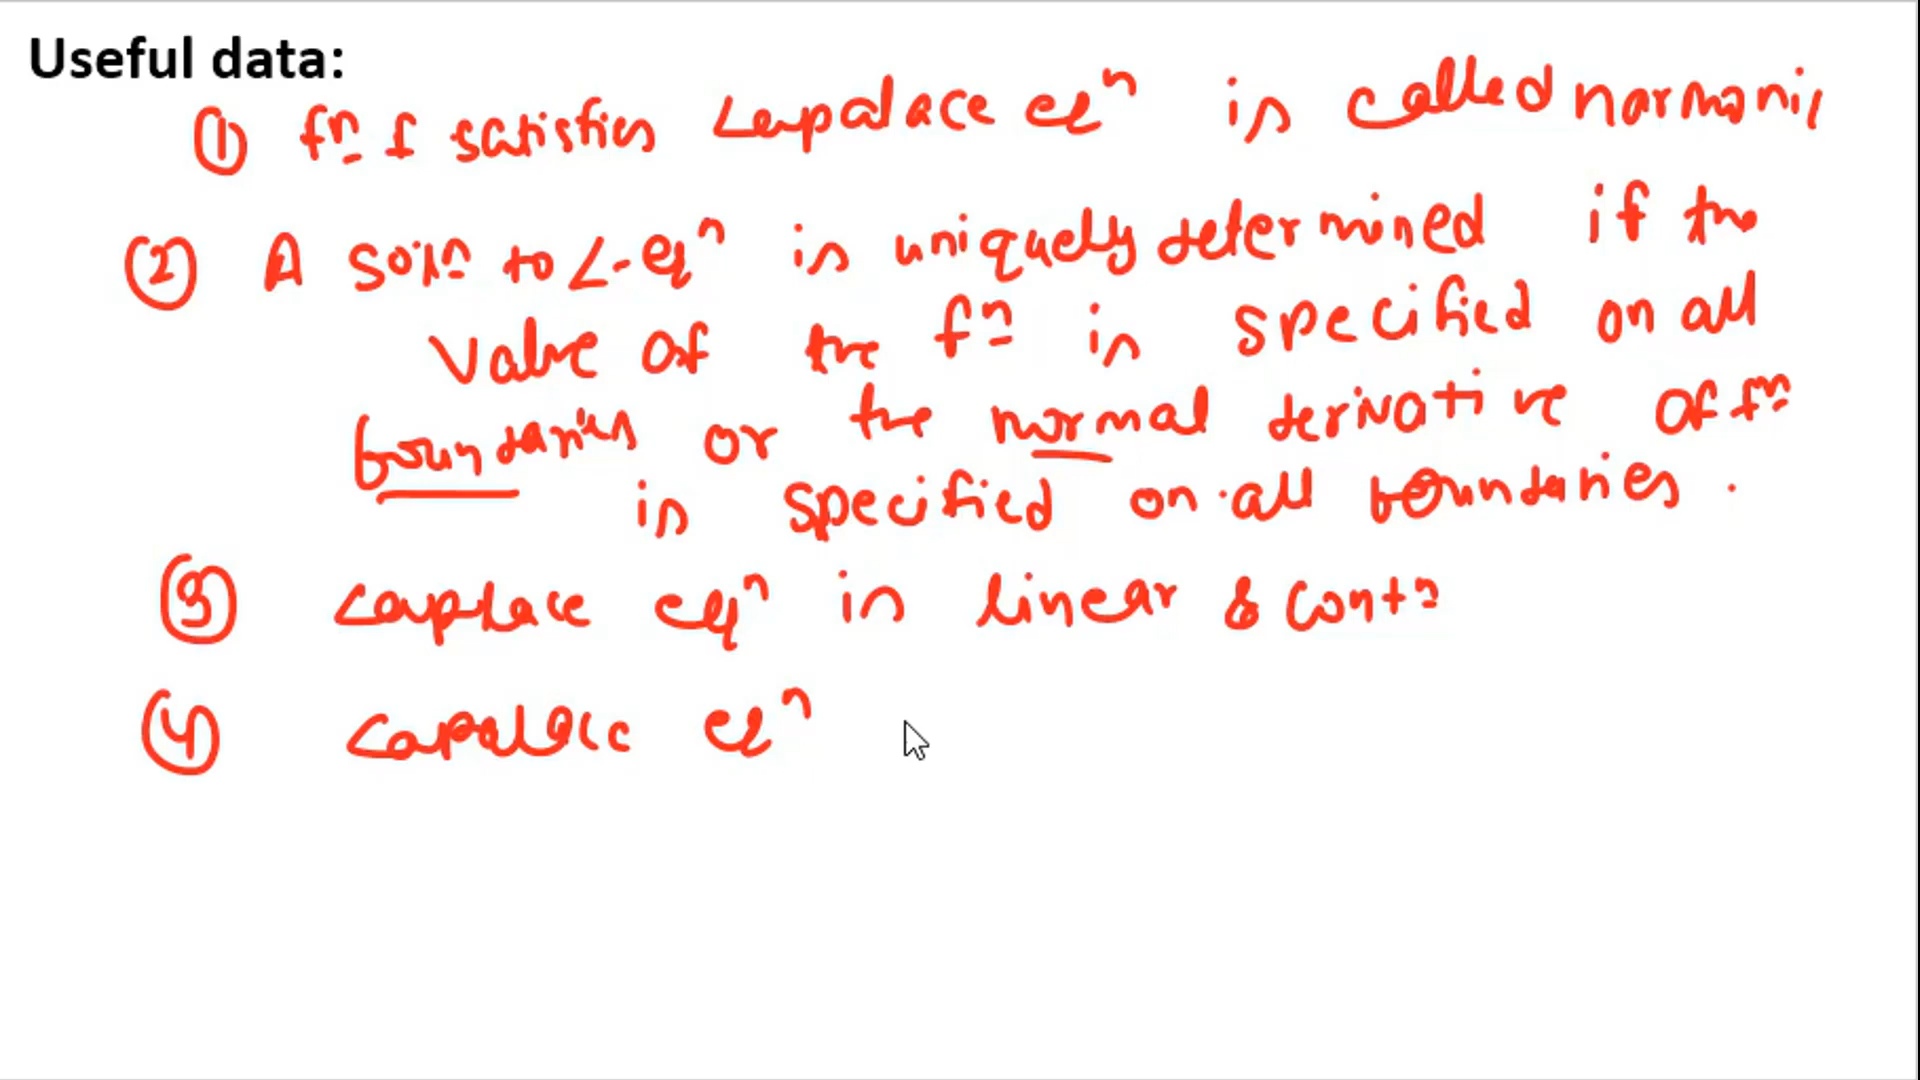 Useful data:
① fn f satisfies Lapalace eqn is called harmonic
② A soln to L-eqn is uniquely determined if the
value of the fn is specified on all
boundaries or the normal derivative of fn
is specified on all boundaries.
③ Laplace eqn is linear & contn
④ Lapalace eqn